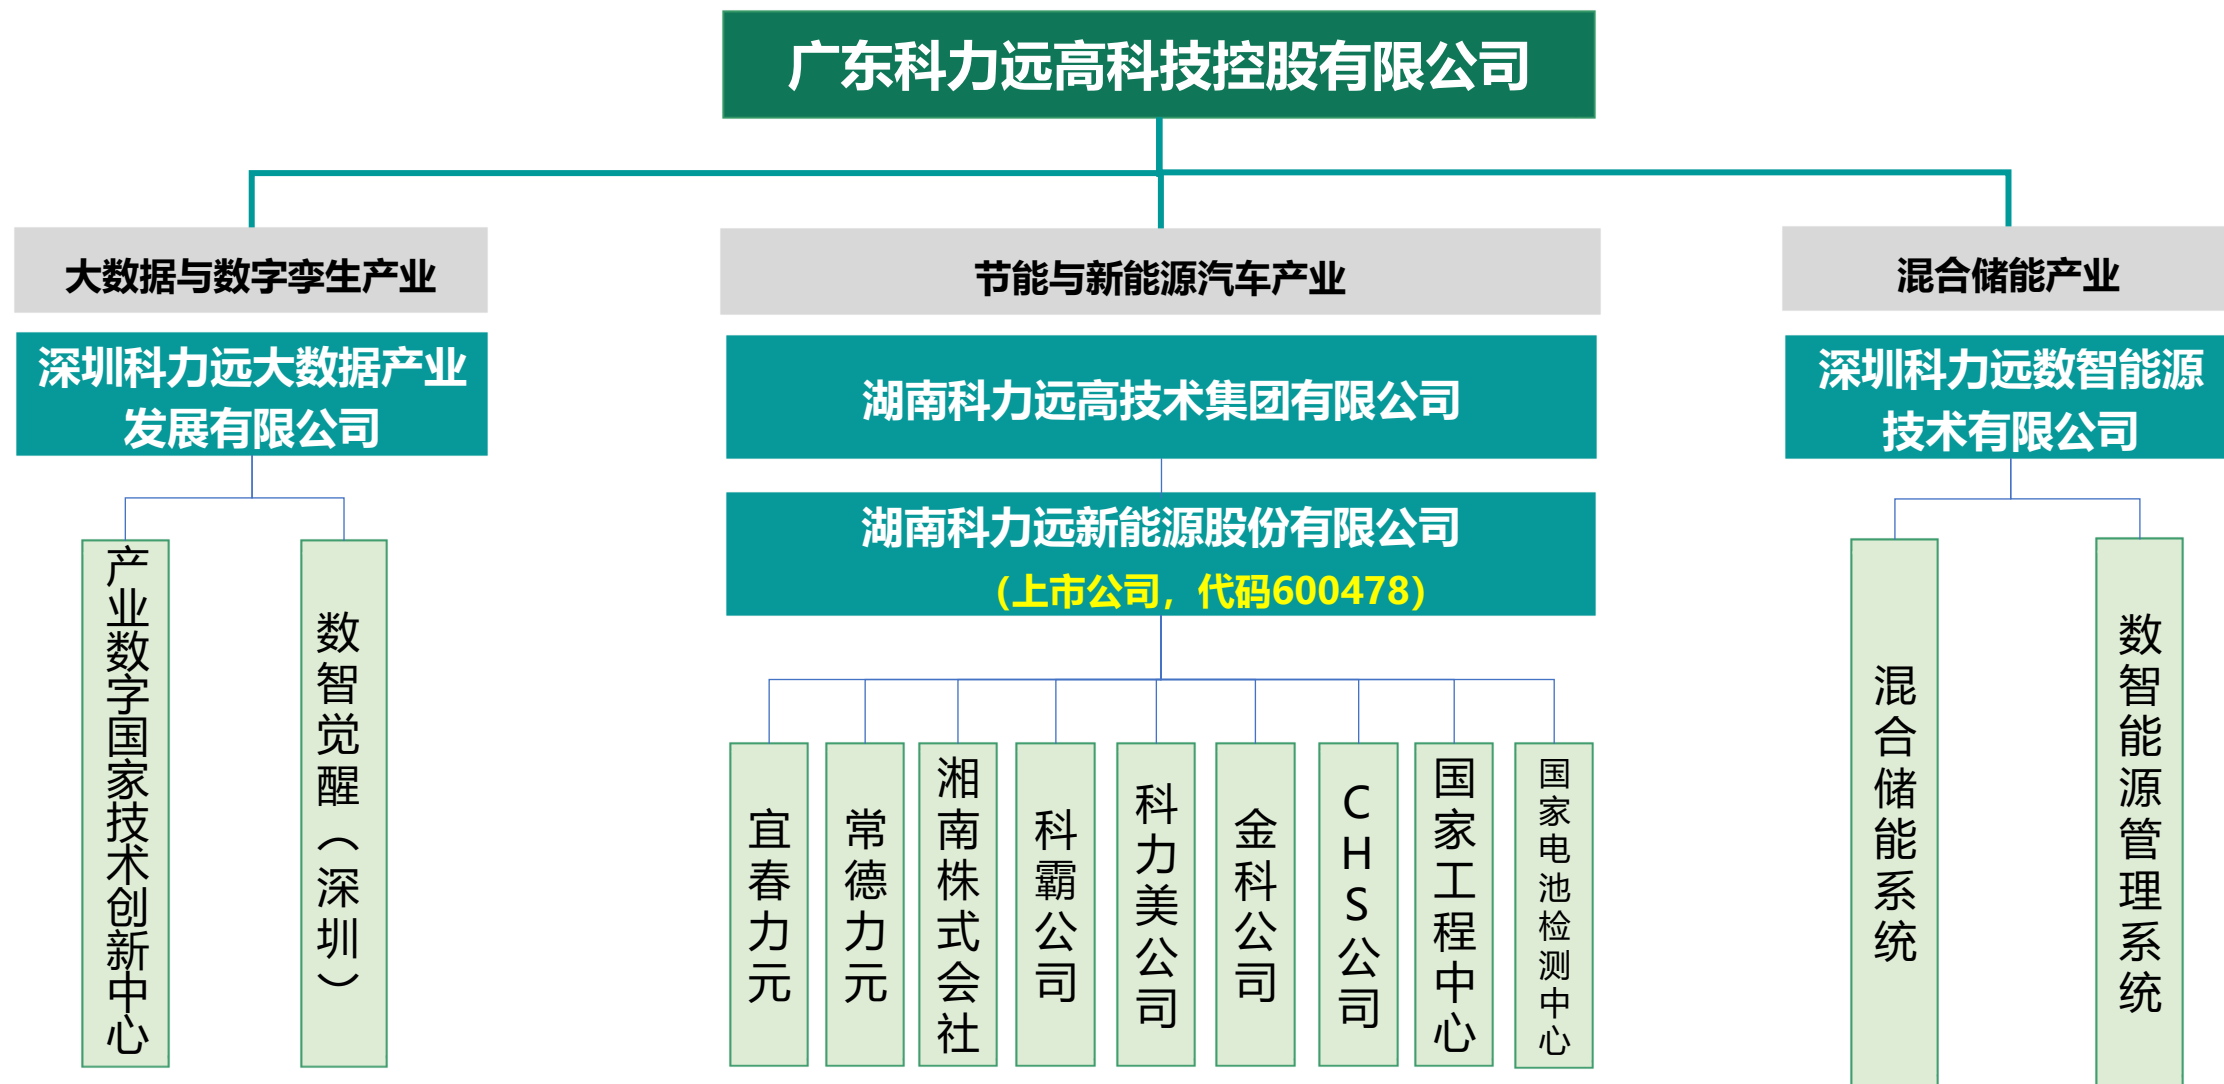 广东科力远高科技控股有限公司
大数据与数字孪生产业
节能与新能源汽车产业
混合储能产业
深圳科力远大数据产业
发展有限公司
湖南科力远高技术集团有限公司
深圳科力远数智能源
技术有限公司
湖南科力远新能源股份有限公司
（上市公司，代码600478）
产业数字国家技术创新中心
数智觉醒（深圳）
宜春力元
常德力元
湘南株式会社
科霸公司
科力美公司
金科公司
CHS公司
国家工程中心
国家电池检测中心
混合储能系统
数智能源管理系统